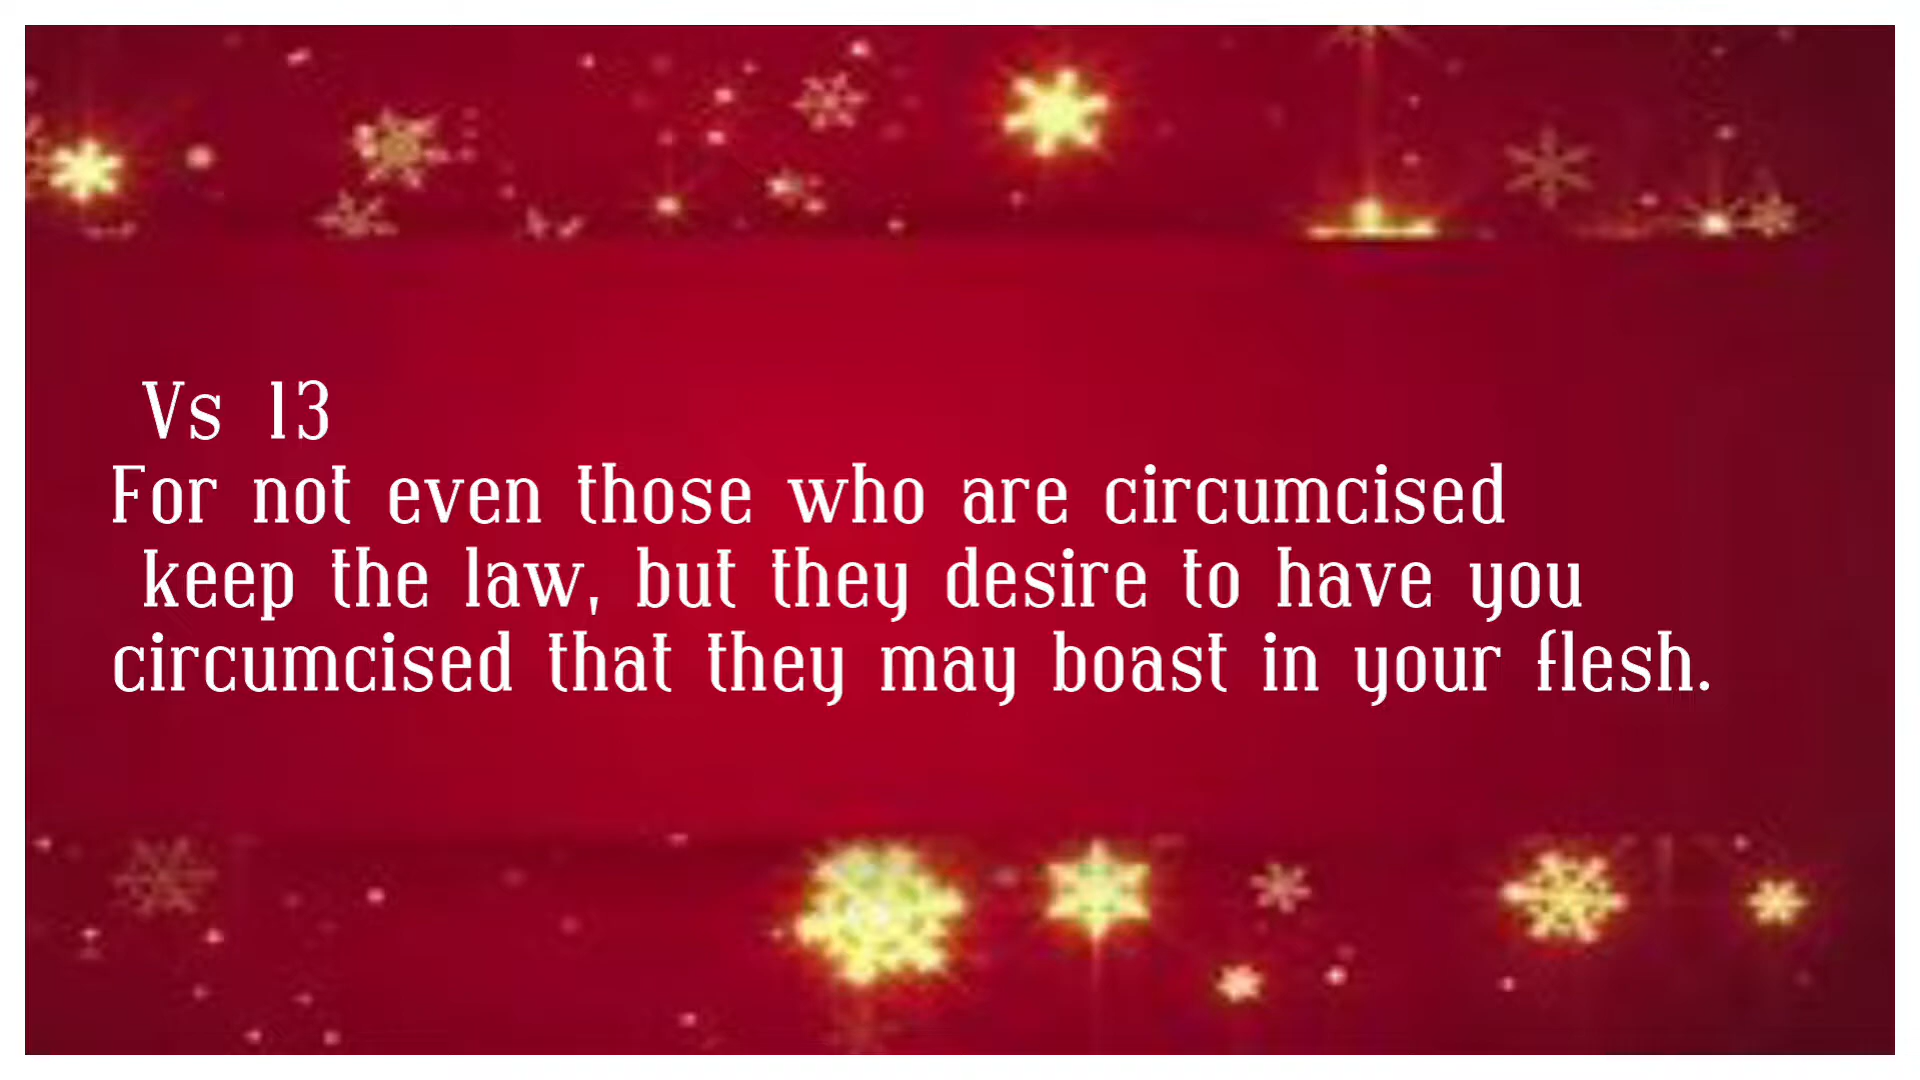 Vs 13
For not even those who are circumcised
keep the law, but they desire to have you
circumcised that they may boast in your flesh.